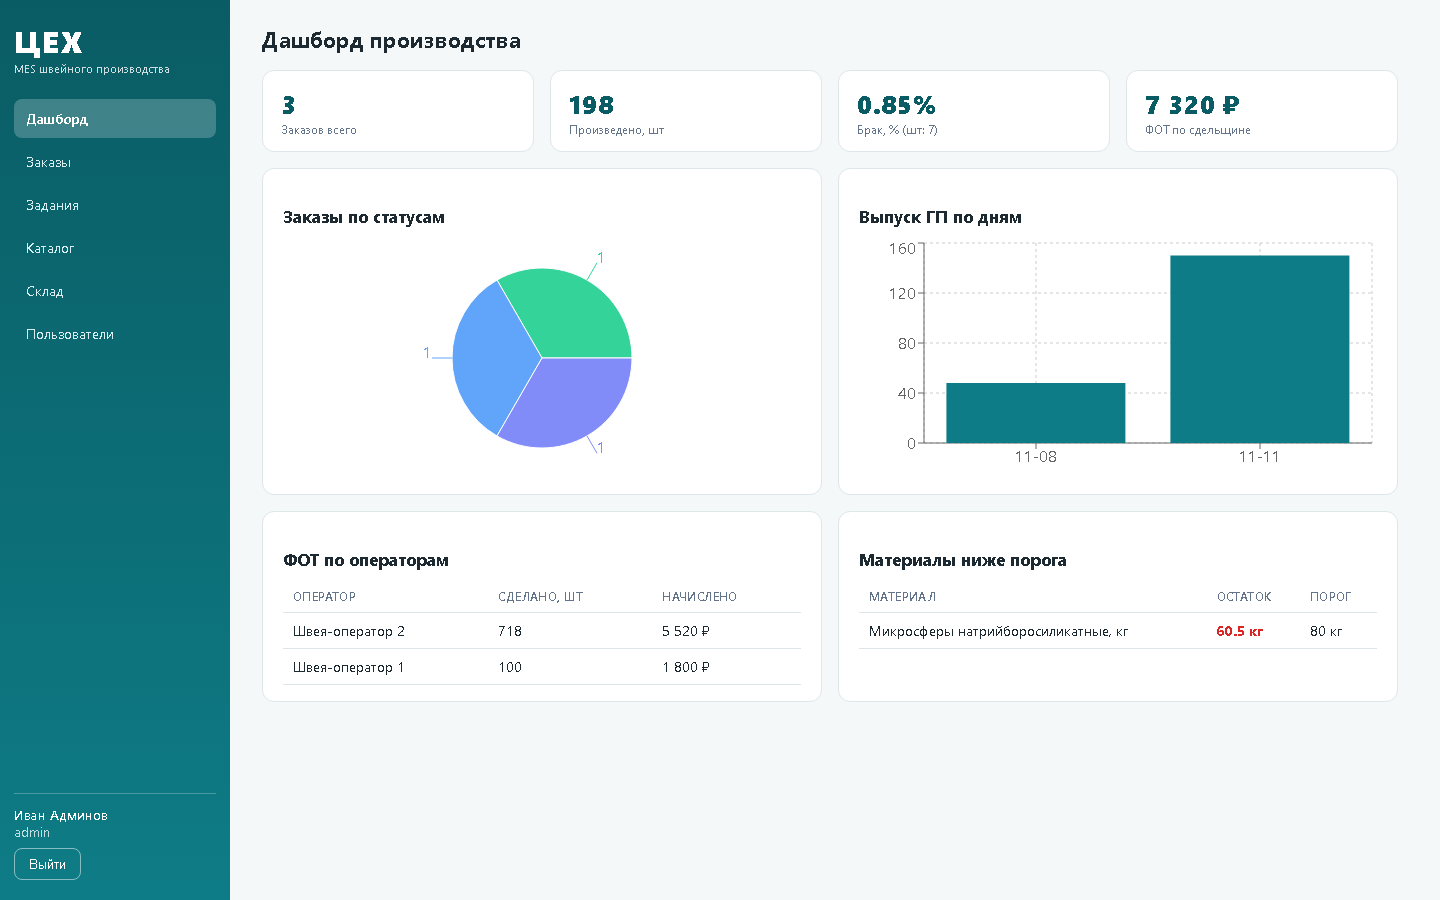 ЦЕХ
MES швейного производства
Дашборд
Заказы
Задания
Каталог
Склад
Пользователи
Иван Админов
admin
Выйти
Дашборд производства
3
Заказов всего
198
Произведено, шт
0.85%
Брак, % (шт: 7)
7 320 ₽
ФОТ по сдельщине
Заказы по статусам
1
1
1
Выпуск ГП по дням
160
120
80
40
0
11-08 11-11
ФОТ по операторам
ОПЕРАТОР СДЕЛАНО, ШТ НАЧИСЛЕНО
Швея-оператор 2 718 5 520 ₽
Швея-оператор 1 100 1 800 ₽
Материалы ниже порога
МАТЕРИАЛ ОСТАТОК ПОРОГ
Микросферы натрийборосиликатные, кг 60.5 кг 80 кг